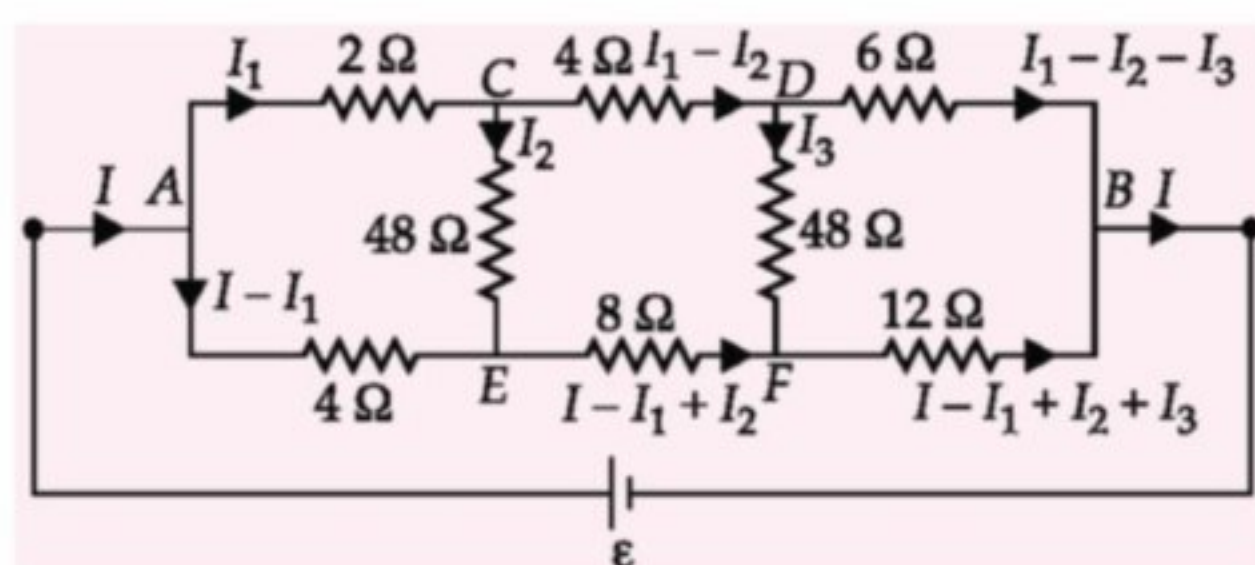 I₁ 2 Ω C 4 Ω I₁ – I₂ D 6 Ω I₁ – I₂ – I₃
I₂ I₃
I A B I
48 Ω 48 Ω
I – I₁ 8 Ω 12 Ω
4 Ω E I – I₁ + I₂ F I – I₁ + I₂ + I₃
ε